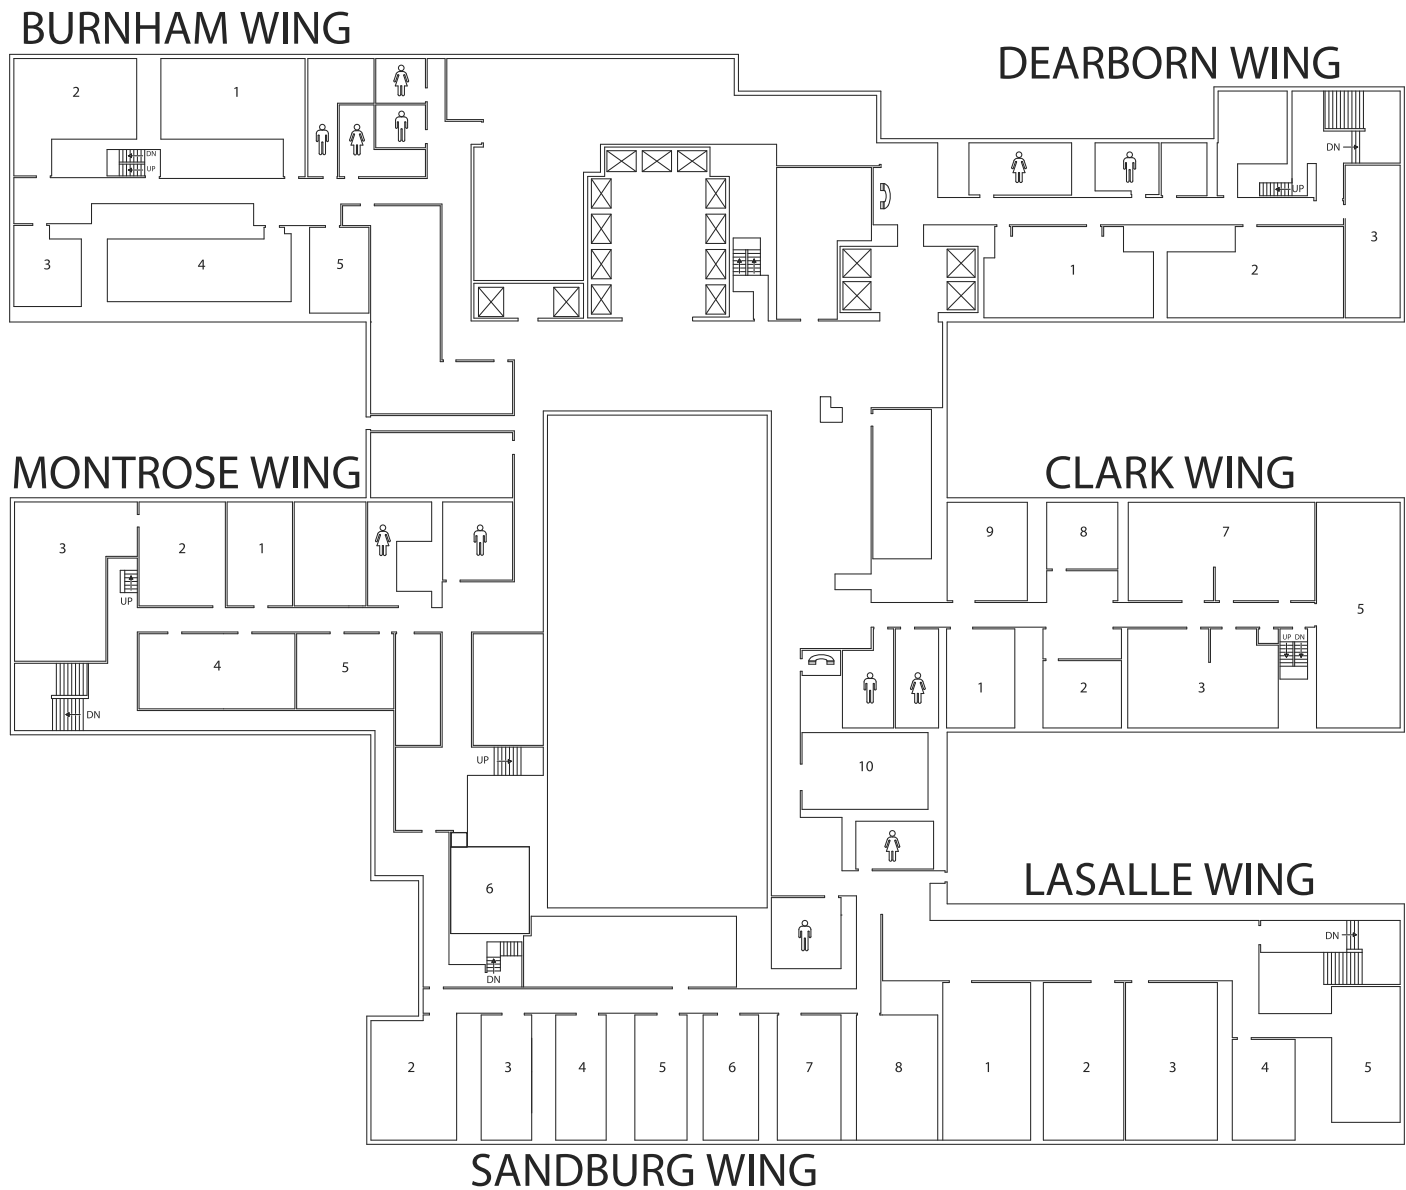 BURNHAM WING
DEARBORN WING
2
1
DN
UP
3
4
5
DN
UP
1
2
3
MONTROSE WING
CLARK WING
3
2
1
UP
4
5
DN
UP
6
DN
9
8
7
5
UP DN
1
2
3
10
LASALLE WING
DN
2
3
4
5
6
7
8
1
2
3
4
5
SANDBURG WING